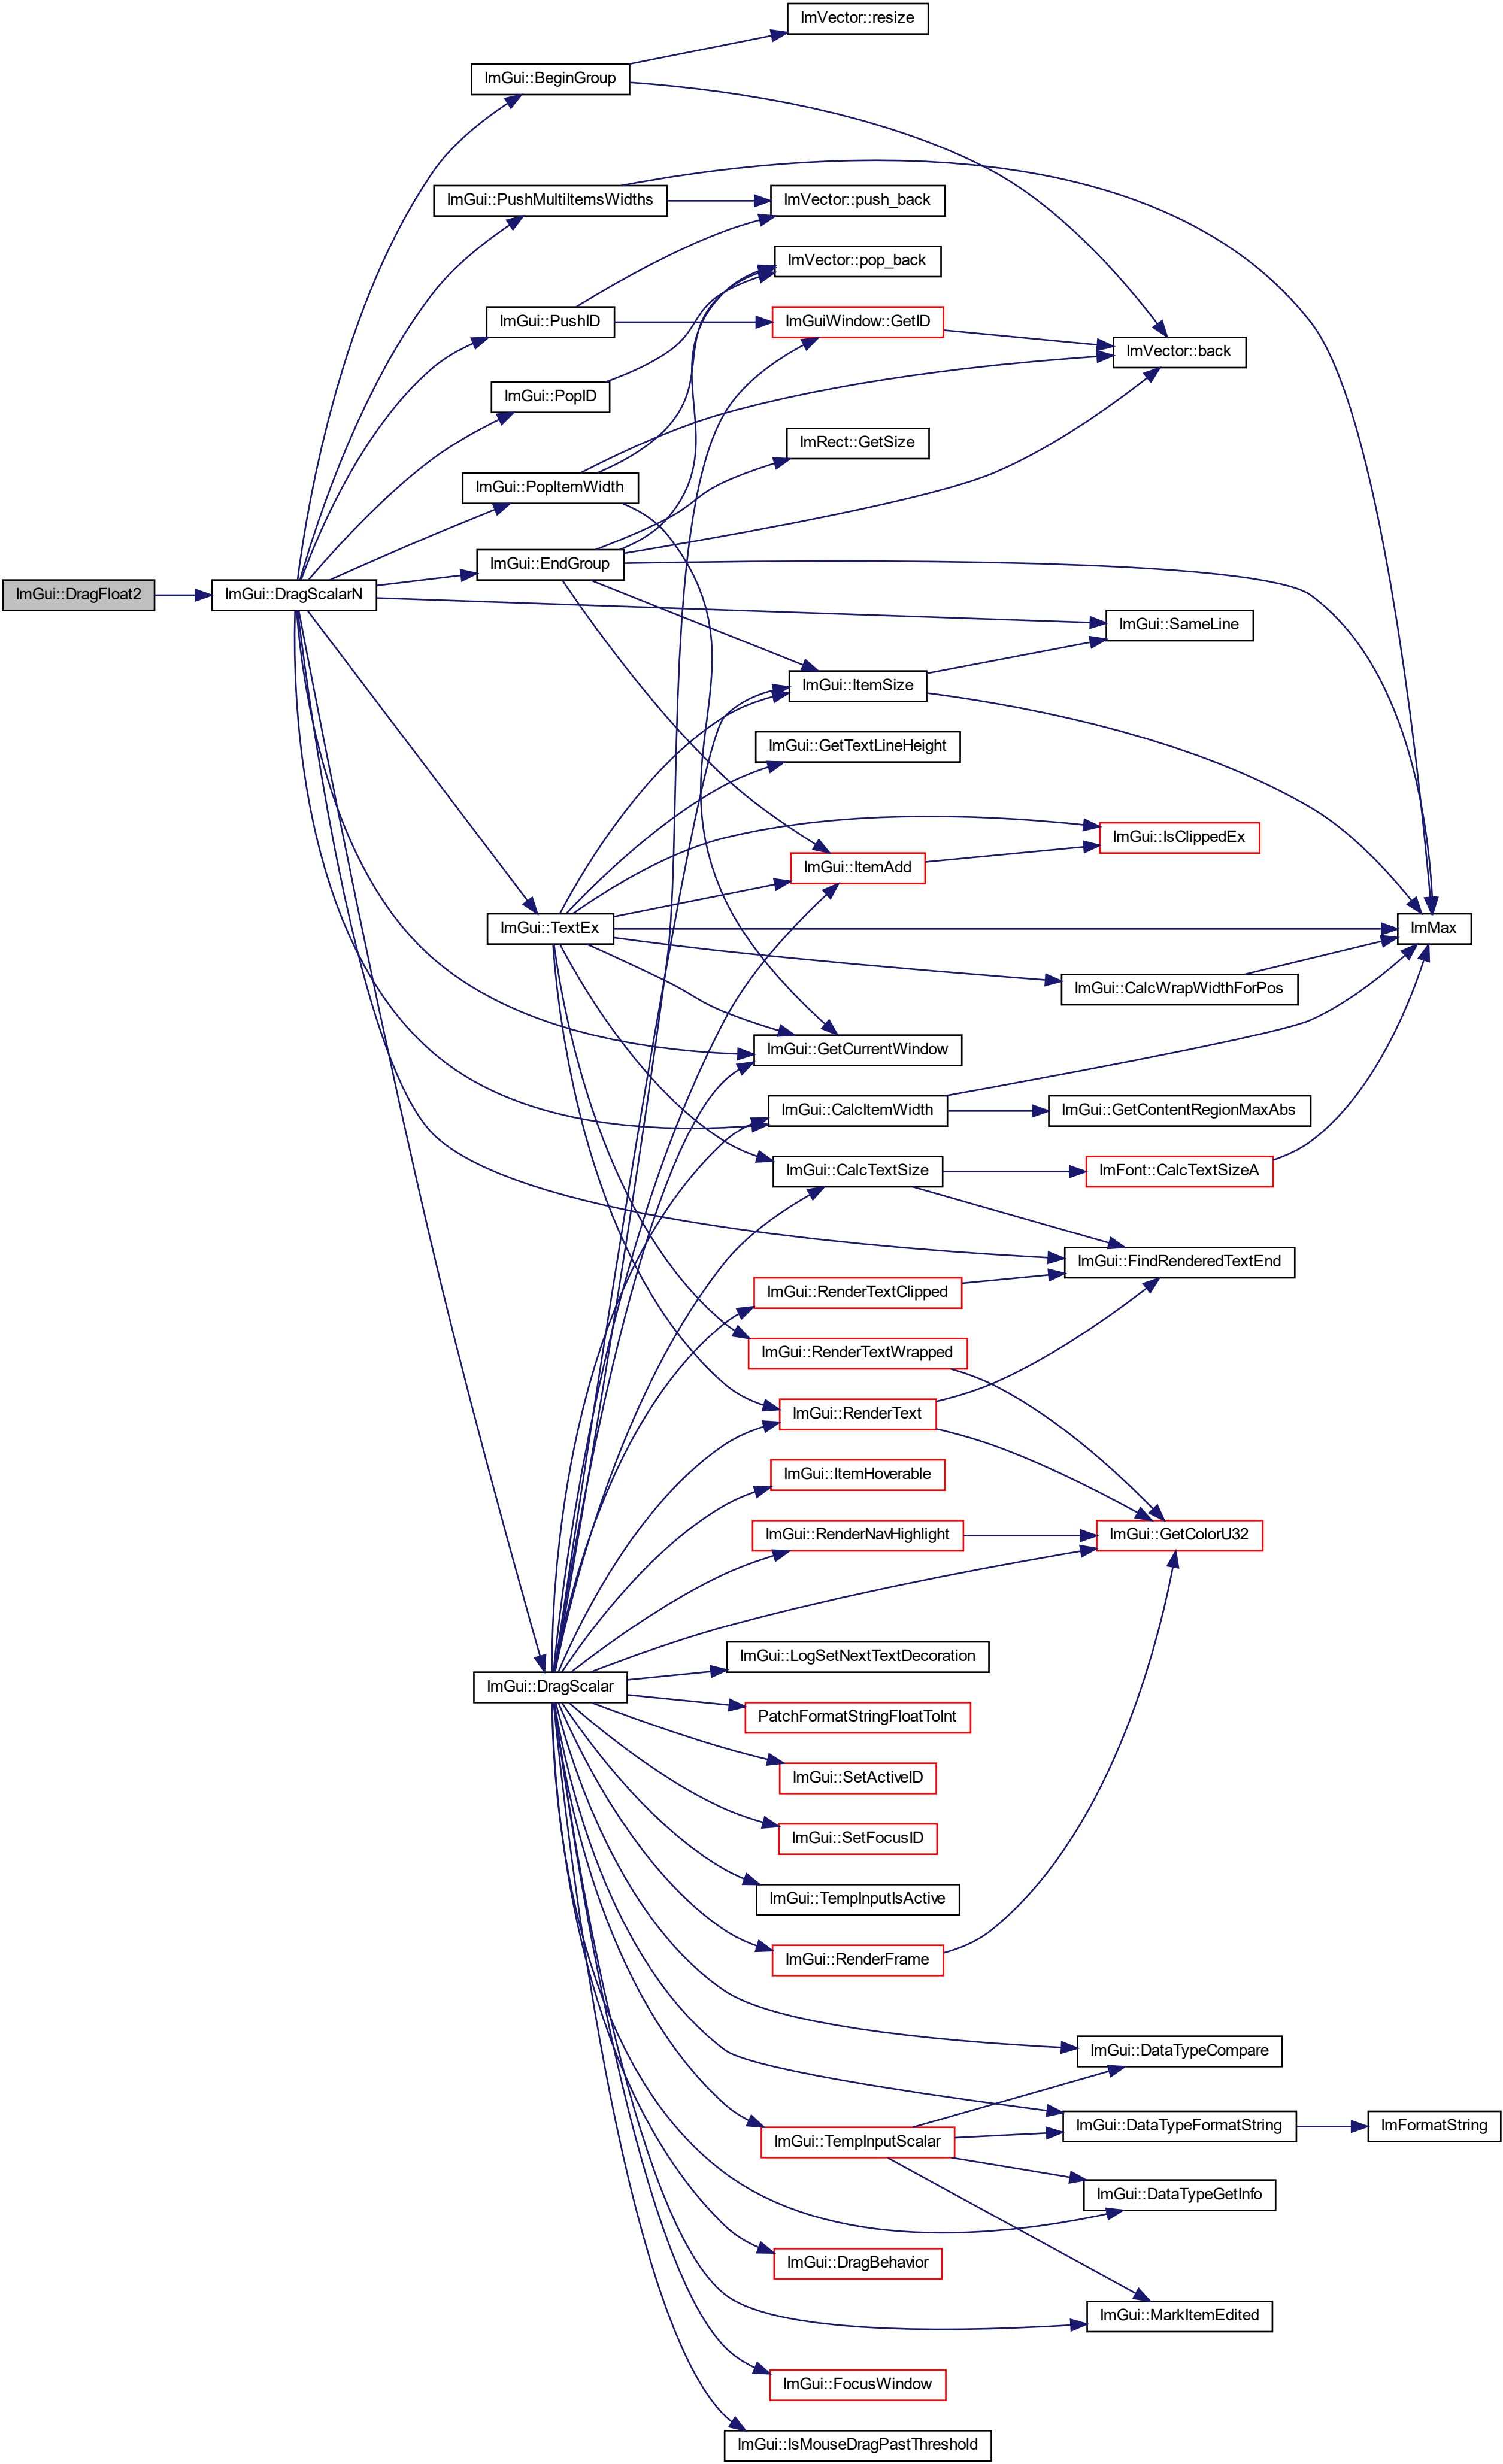 ImVector::resize
ImGui::BeginGroup
ImGui::PushMultiItemsWidths
ImVector::push_back
ImVector::pop_back
ImGui::PushID
ImGuiWindow::GetID
ImVector::back
ImGui::PopID
ImRect::GetSize
ImGui::PopItemWidth
ImGui::EndGroup
ImGui::DragFloat2
ImGui::DragScalarN
ImGui::SameLine
ImGui::ItemSize
ImGui::GetTextLineHeight
ImGui::IsClippedEx
ImGui::ItemAdd
ImGui::TextEx
ImMax
ImGui::CalcWrapWidthForPos
ImGui::GetCurrentWindow
ImGui::CalcItemWidth
ImGui::GetContentRegionMaxAbs
ImGui::CalcTextSize
ImFont::CalcTextSizeA
ImGui::FindRenderedTextEnd
ImGui::RenderTextClipped
ImGui::RenderTextWrapped
ImGui::RenderText
ImGui::ItemHoverable
ImGui::RenderNavHighlight
ImGui::GetColorU32
ImGui::LogSetNextTextDecoration
ImGui::DragScalar
PatchFormatStringFloatToInt
ImGui::SetActiveID
ImGui::SetFocusID
ImGui::TempInputIsActive
ImGui::RenderFrame
ImGui::DataTypeCompare
ImGui::DataTypeFormatString
ImFormatString
ImGui::TempInputScalar
ImGui::DataTypeGetInfo
ImGui::DragBehavior
ImGui::MarkItemEdited
ImGui::FocusWindow
ImGui::IsMouseDragPastThreshold